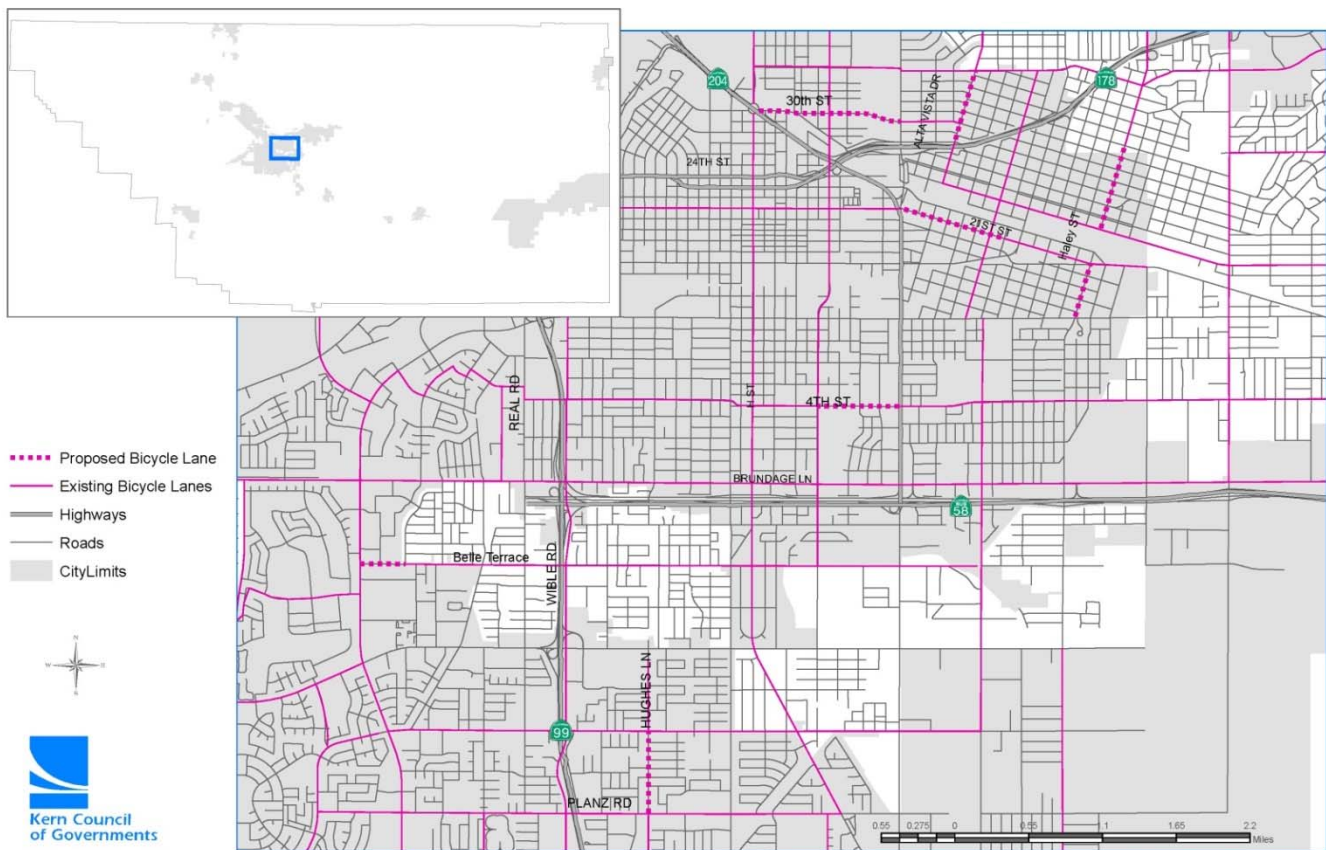 204
178
30th ST
ALTA VISTA DR
24TH ST
21ST ST
Haley ST
REAL RD
H ST
4TH ST
Proposed Bicycle Lane
Existing Bicycle Lanes
Highways
Roads
CityLimits
BRUNDAGE LN
58
Belle Terrace
WIBLE RD
N
W
E
S
HUGHES LN
99
PLANZ RD
Kern Council
of Governments
0.55 0.275 0 0.55 1.1 1.65 2.2
Miles